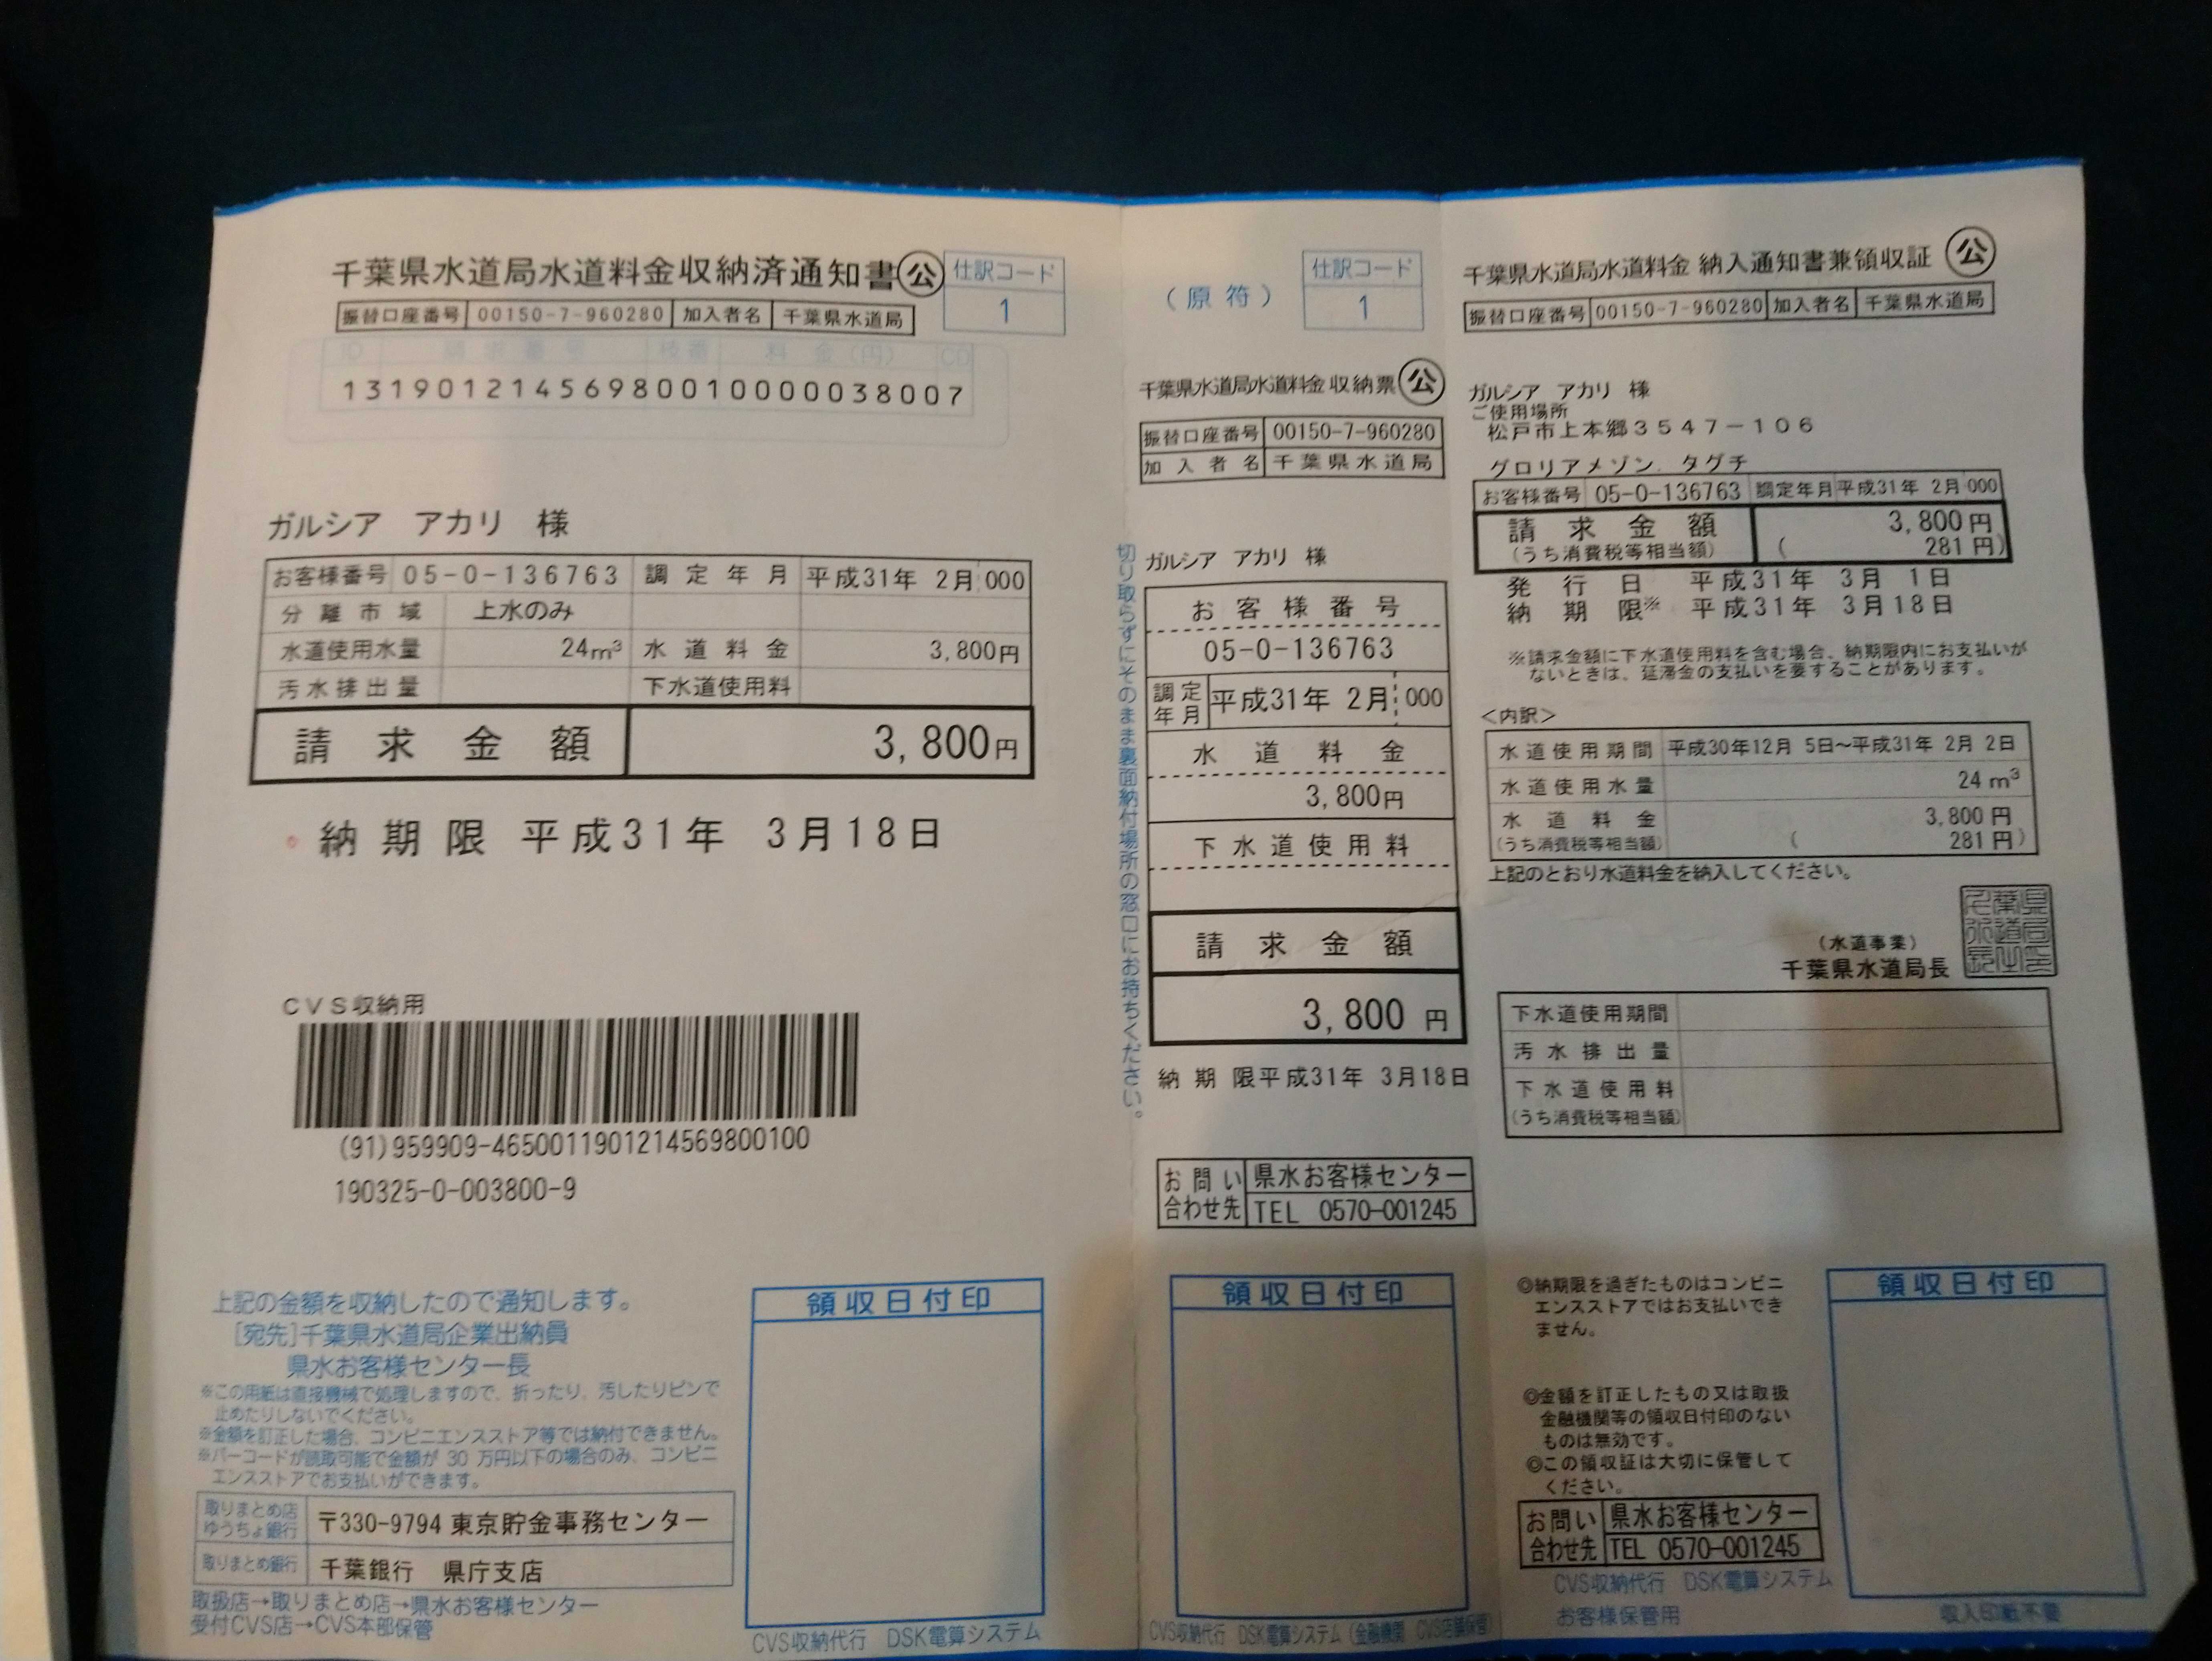 千葉県水道局水道料金収納済通知書 公
仕訳コード
1
振替口座番号 00150-7-960280 加入者名 千葉県水道局
ID 請求番号 枝番 料金(円) CD
13190121456980010000038007
ガルシア アカリ 様
お客様番号 05-0-136763 調定年月 平成31年 2月 000
分離市域 上水のみ
水道使用水量 24m³ 水道料金 3,800円
汚水排出量 下水道使用料
請求金額 3,800円
納期限 平成31年 3月18日
CVS収納用
(91)959909-4650011901214569800100
190325-0-003800-9
上記の金額を収納したので通知します。
[宛先]千葉県水道局企業出納員
県水お客様センター長
※この用紙は直接機械で処理しますので、折ったり、汚したりピンで
止めたりしないでください。
※金額を訂正した場合、コンビニエンスストア等では納付できません。
※バーコードが読取可能で金額が 30 万円以下の場合のみ、コンビニ
エンスストアでお支払いができます。
取りまとめ店
ゆうちょ銀行
〒330-9794 東京貯金事務センター
取りまとめ銀行 千葉銀行 県庁支店
取扱店→取りまとめ店→県水お客様センター
受付CVS店→CVS本部保管
領収日付印
CVS収納代行 DSK電算システム
切り取らずにそのまま裏面納付場所の窓口にお持ちください。
(原符)
仕訳コード
1
千葉県水道局水道料金収納票 公
振替口座番号 00150-7-960280
加入者名 千葉県水道局
ガルシア アカリ 様
お客様番号
05-0-136763
調定
年月
平成31年 2月 000
水道料金
3,800円
下水道使用料
請求金額
3,800 円
納期限平成31年 3月18日
お問い
合わせ先
県水お客様センター
TEL 0570-001245
領収日付印
CVS収納代行 DSK電算システム(金融機関 CVS店舗保管)
千葉県水道局水道料金 納入通知書兼領収証 公
振替口座番号 00150-7-960280 加入者名 千葉県水道局
ガルシア アカリ 様
ご使用場所
松戸市上本郷3547-106
グロリアメゾン.タグチ
お客様番号 05-0-136763 調定年月 平成31年 2月 000
請求金額 3,800円
(うち消費税等相当額) ( 281円)
発行日 平成31年 3月 1日
納期限※ 平成31年 3月18日
※請求金額に下水道使用料を含む場合、納期限内にお支払いが
ないときは、延滞金の支払いを要することがあります。
<内訳>
水道使用期間 平成30年12月 5日~平成31年 2月 2日
水道使用水量 24 m³
水道料金 3,800 円
(うち消費税等相当額) ( 281 円)
上記のとおり水道料金を納入してください。
(水道事業)
千葉県水道局長
下水道使用期間
汚水排出量
下水道使用料
(うち消費税等相当額)
◎納期限を過ぎたものはコンビニ
エンスストアではお支払いでき
ません。
◎金額を訂正したもの又は取扱
金融機関等の領収日付印のない
ものは無効です。
◎この領収証は大切に保管して
ください。
お問い
合わせ先
県水お客様センター
TEL 0570-001245
CVS収納代行 DSK電算システム
お客様保管用
領収日付印
収入印紙不要